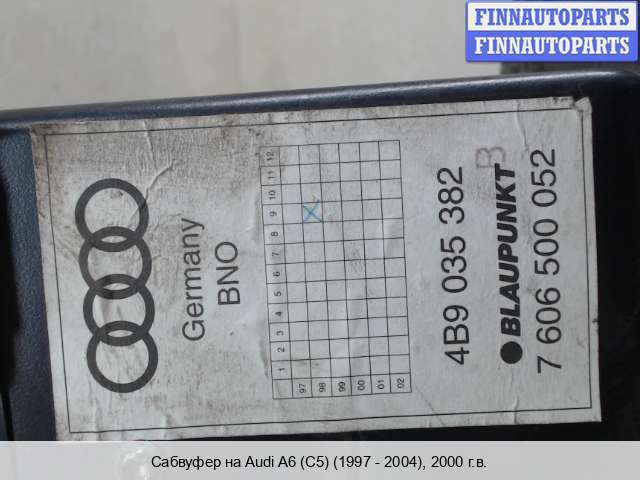 FINNAUTOPARTS
FINNAUTOPARTS
Germany
BNO
1 2 3 4 5 6 7 8 9 10 11 12
97
98 X
99
00
01
02
4B9 035 382 B
BLAUPUNKT
7 606 500 052
Сабвуфер на Audi A6 (C5) (1997 - 2004), 2000 г.в.